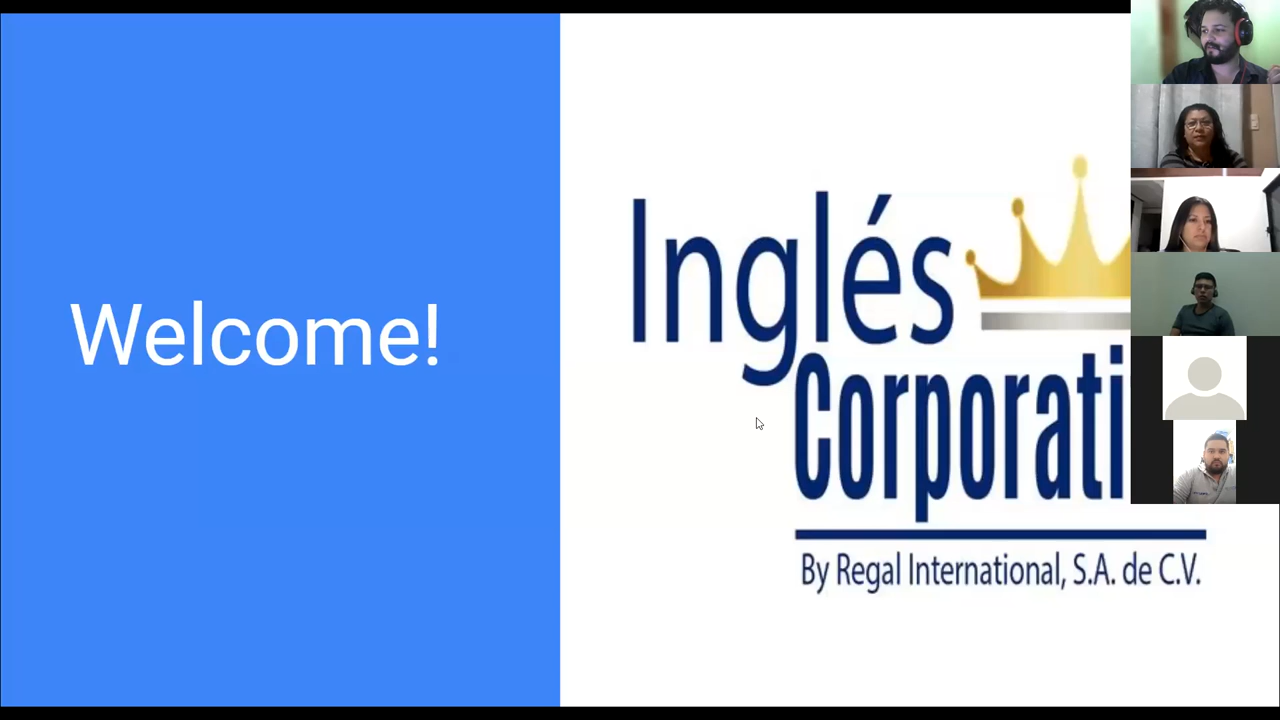 Welcome!
Inglés
Corporati
By Regal International, S.A. de C.V.